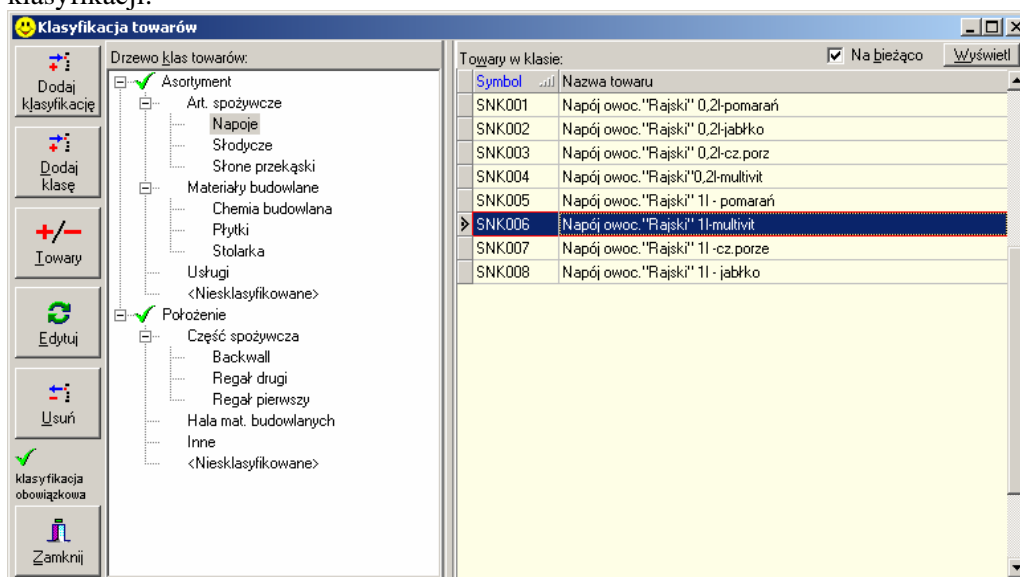 klasyfikacji.
Klasyfikacja towarów
Dodaj
klasyfikację
Dodaj
klasę
+/−
Towary
Edytuj
Usuń
klasyfikacja
obowiązkowa
Zamknij
Drzewo klas towarów:
Asortyment
Art. spożywcze
Napoje
Słodycze
Słone przekąski
Materiały budowlane
Chemia budowlana
Płytki
Stolarka
Usługi
<Niesklasyfikowane>
Położenie
Część spożywcza
Backwall
Regał drugi
Regał pierwszy
Hala mat. budowlanych
Inne
<Niesklasyfikowane>
Towary w klasie:
Na bieżąco
Wyświetl
Symbol Nazwa towaru
SNK001 Napój owoc."Rajski" 0,2l-pomarań
SNK002 Napój owoc."Rajski" 0,2l-jabłko
SNK003 Napój owoc."Rajski" 0,2l-cz.porz
SNK004 Napój owoc."Rajski"0,2l-multivit
SNK005 Napój owoc."Rajski" 1l - pomarań
SNK006 Napój owoc."Rajski" 1l-multivit
SNK007 Napój owoc."Rajski" 1l -cz.porze
SNK008 Napój owoc."Rajski" 1l - jabłko